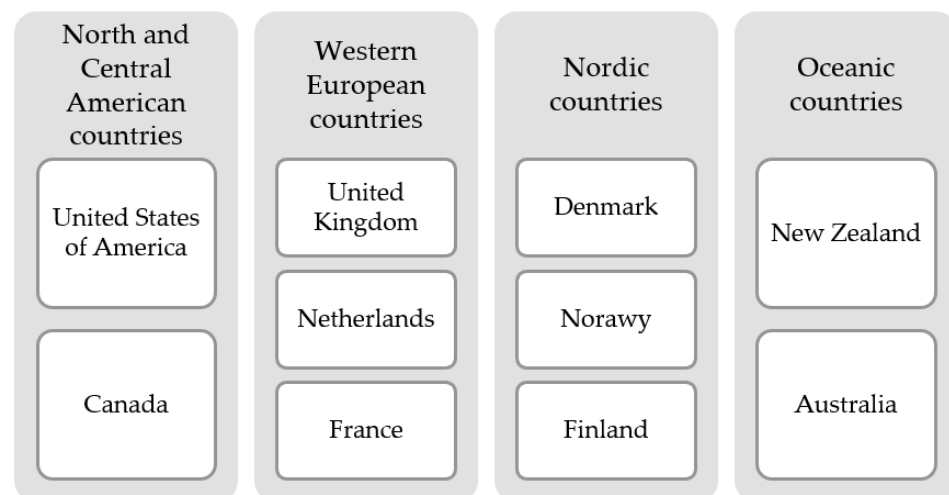 North and
Central
American
countries
United States
of America
Canada
Western
European
countries
United
Kingdom
Netherlands
France
Nordic
countries
Denmark
Norawy
Finland
Oceanic
countries
New Zealand
Australia